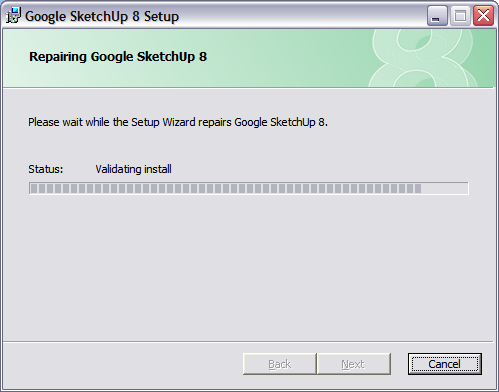 Google SketchUp 8 Setup
Repairing Google SketchUp 8
8
Please wait while the Setup Wizard repairs Google SketchUp 8.
Status: Validating install
Back Next Cancel